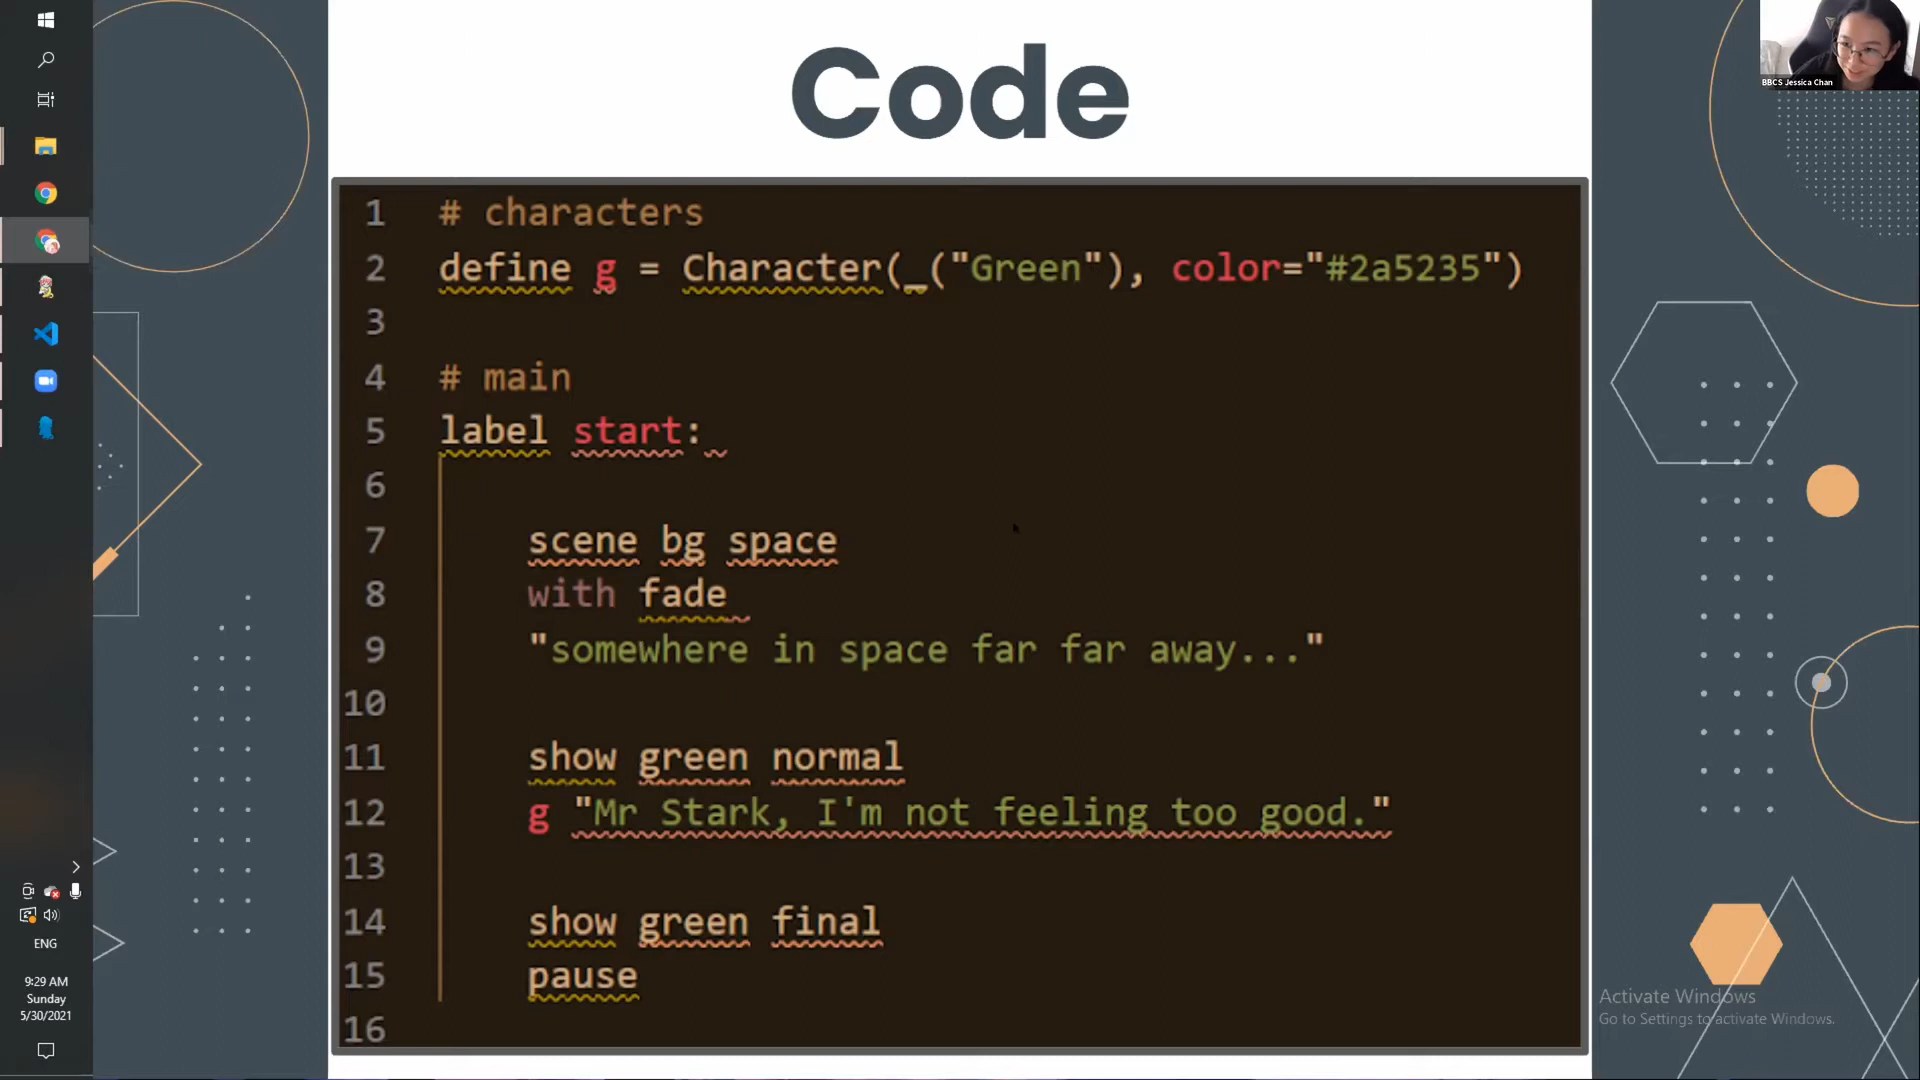 Code
BBCS Jessica Chan
1 # characters
2 define g = Character(_("Green"), color="#2a5235")
3
4 # main
5 label start:
6
7 scene bg space
8 with fade
9 "somewhere in space far far away..."
10
11 show green normal
12 g "Mr Stark, I'm not feeling too good."
13
14 show green final
15 pause
16
ENG
9:29 AM
Sunday
5/30/2021
Activate Windows
Go to Settings to activate Windows.